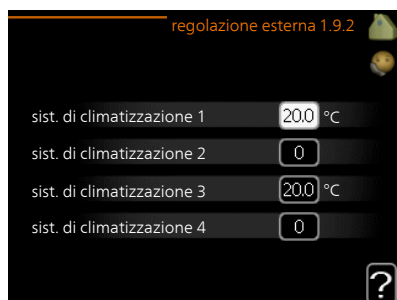 regolazione esterna 1.9.2
sist. di climatizzazione 1 20.0 °C
sist. di climatizzazione 2 0
sist. di climatizzazione 3 20.0 °C
sist. di climatizzazione 4 0
?